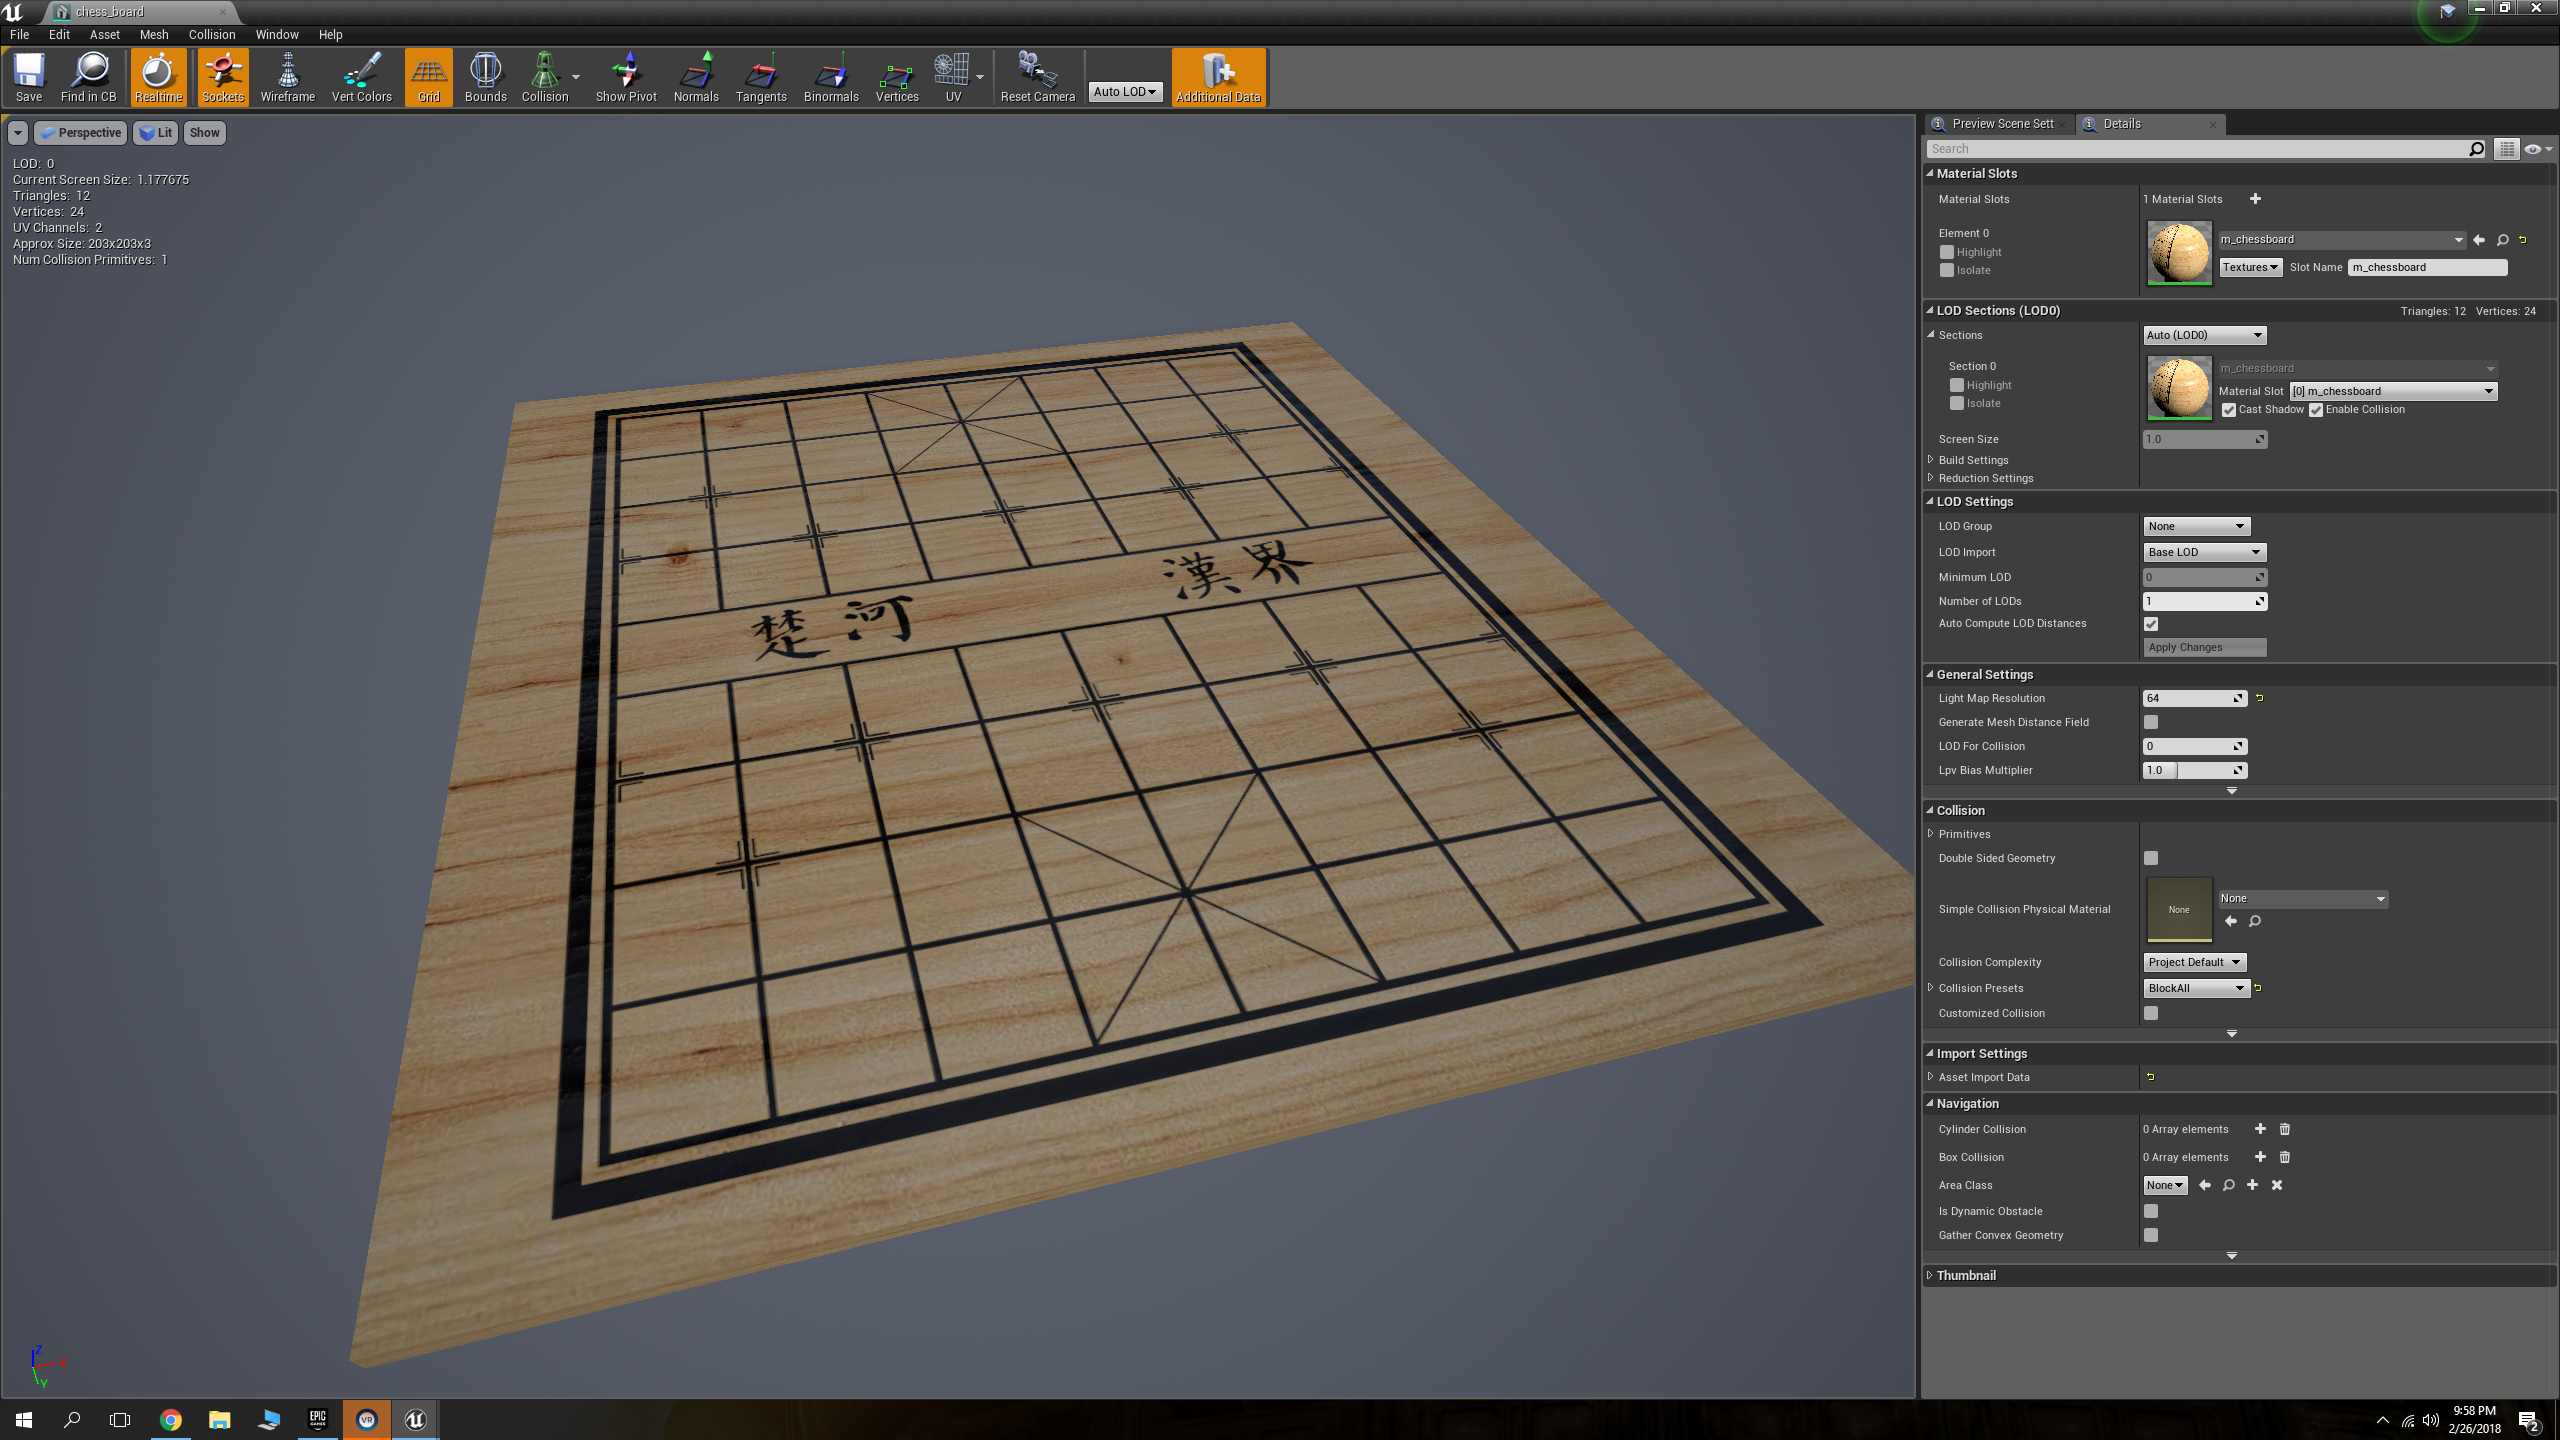 chess_board
File Edit Asset Mesh Collision Window Help
Save Find in CB Realtime Sockets Wireframe Vert Colors Grid Bounds Collision Show Pivot Normals Tangents Binormals Vertices UV Reset Camera Auto LOD Additional Data
Perspective Lit Show
LOD: 0
Current Screen Size: 1.177675
Triangles: 12
Vertices: 24
UV Channels: 2
Approx Size: 203x203x3
Num Collision Primitives: 1
楚河 漢界
Z X Y
Preview Scene Sett Details
Search
Material Slots
Material Slots 1 Material Slots
Element 0 m_chessboard
Highlight
Isolate Textures Slot Name m_chessboard
LOD Sections (LOD0) Triangles: 12 Vertices: 24
Sections Auto (LOD0)
Section 0 m_chessboard
Highlight Material Slot [0] m_chessboard
Isolate Cast Shadow Enable Collision
Screen Size 1.0
Build Settings
Reduction Settings
LOD Settings
LOD Group None
LOD Import Base LOD
Minimum LOD 0
Number of LODs 1
Auto Compute LOD Distances
Apply Changes
General Settings
Light Map Resolution 64
Generate Mesh Distance Field
LOD For Collision 0
Lpv Bias Multiplier 1.0
Collision
Primitives
Double Sided Geometry
Simple Collision Physical Material None None
Collision Complexity Project Default
Collision Presets BlockAll
Customized Collision
Import Settings
Asset Import Data
Navigation
Cylinder Collision 0 Array elements
Box Collision 0 Array elements
Area Class None
Is Dynamic Obstacle
Gather Convex Geometry
Thumbnail
EPIC GAMES VR
9:58 PM
2/26/2018
2